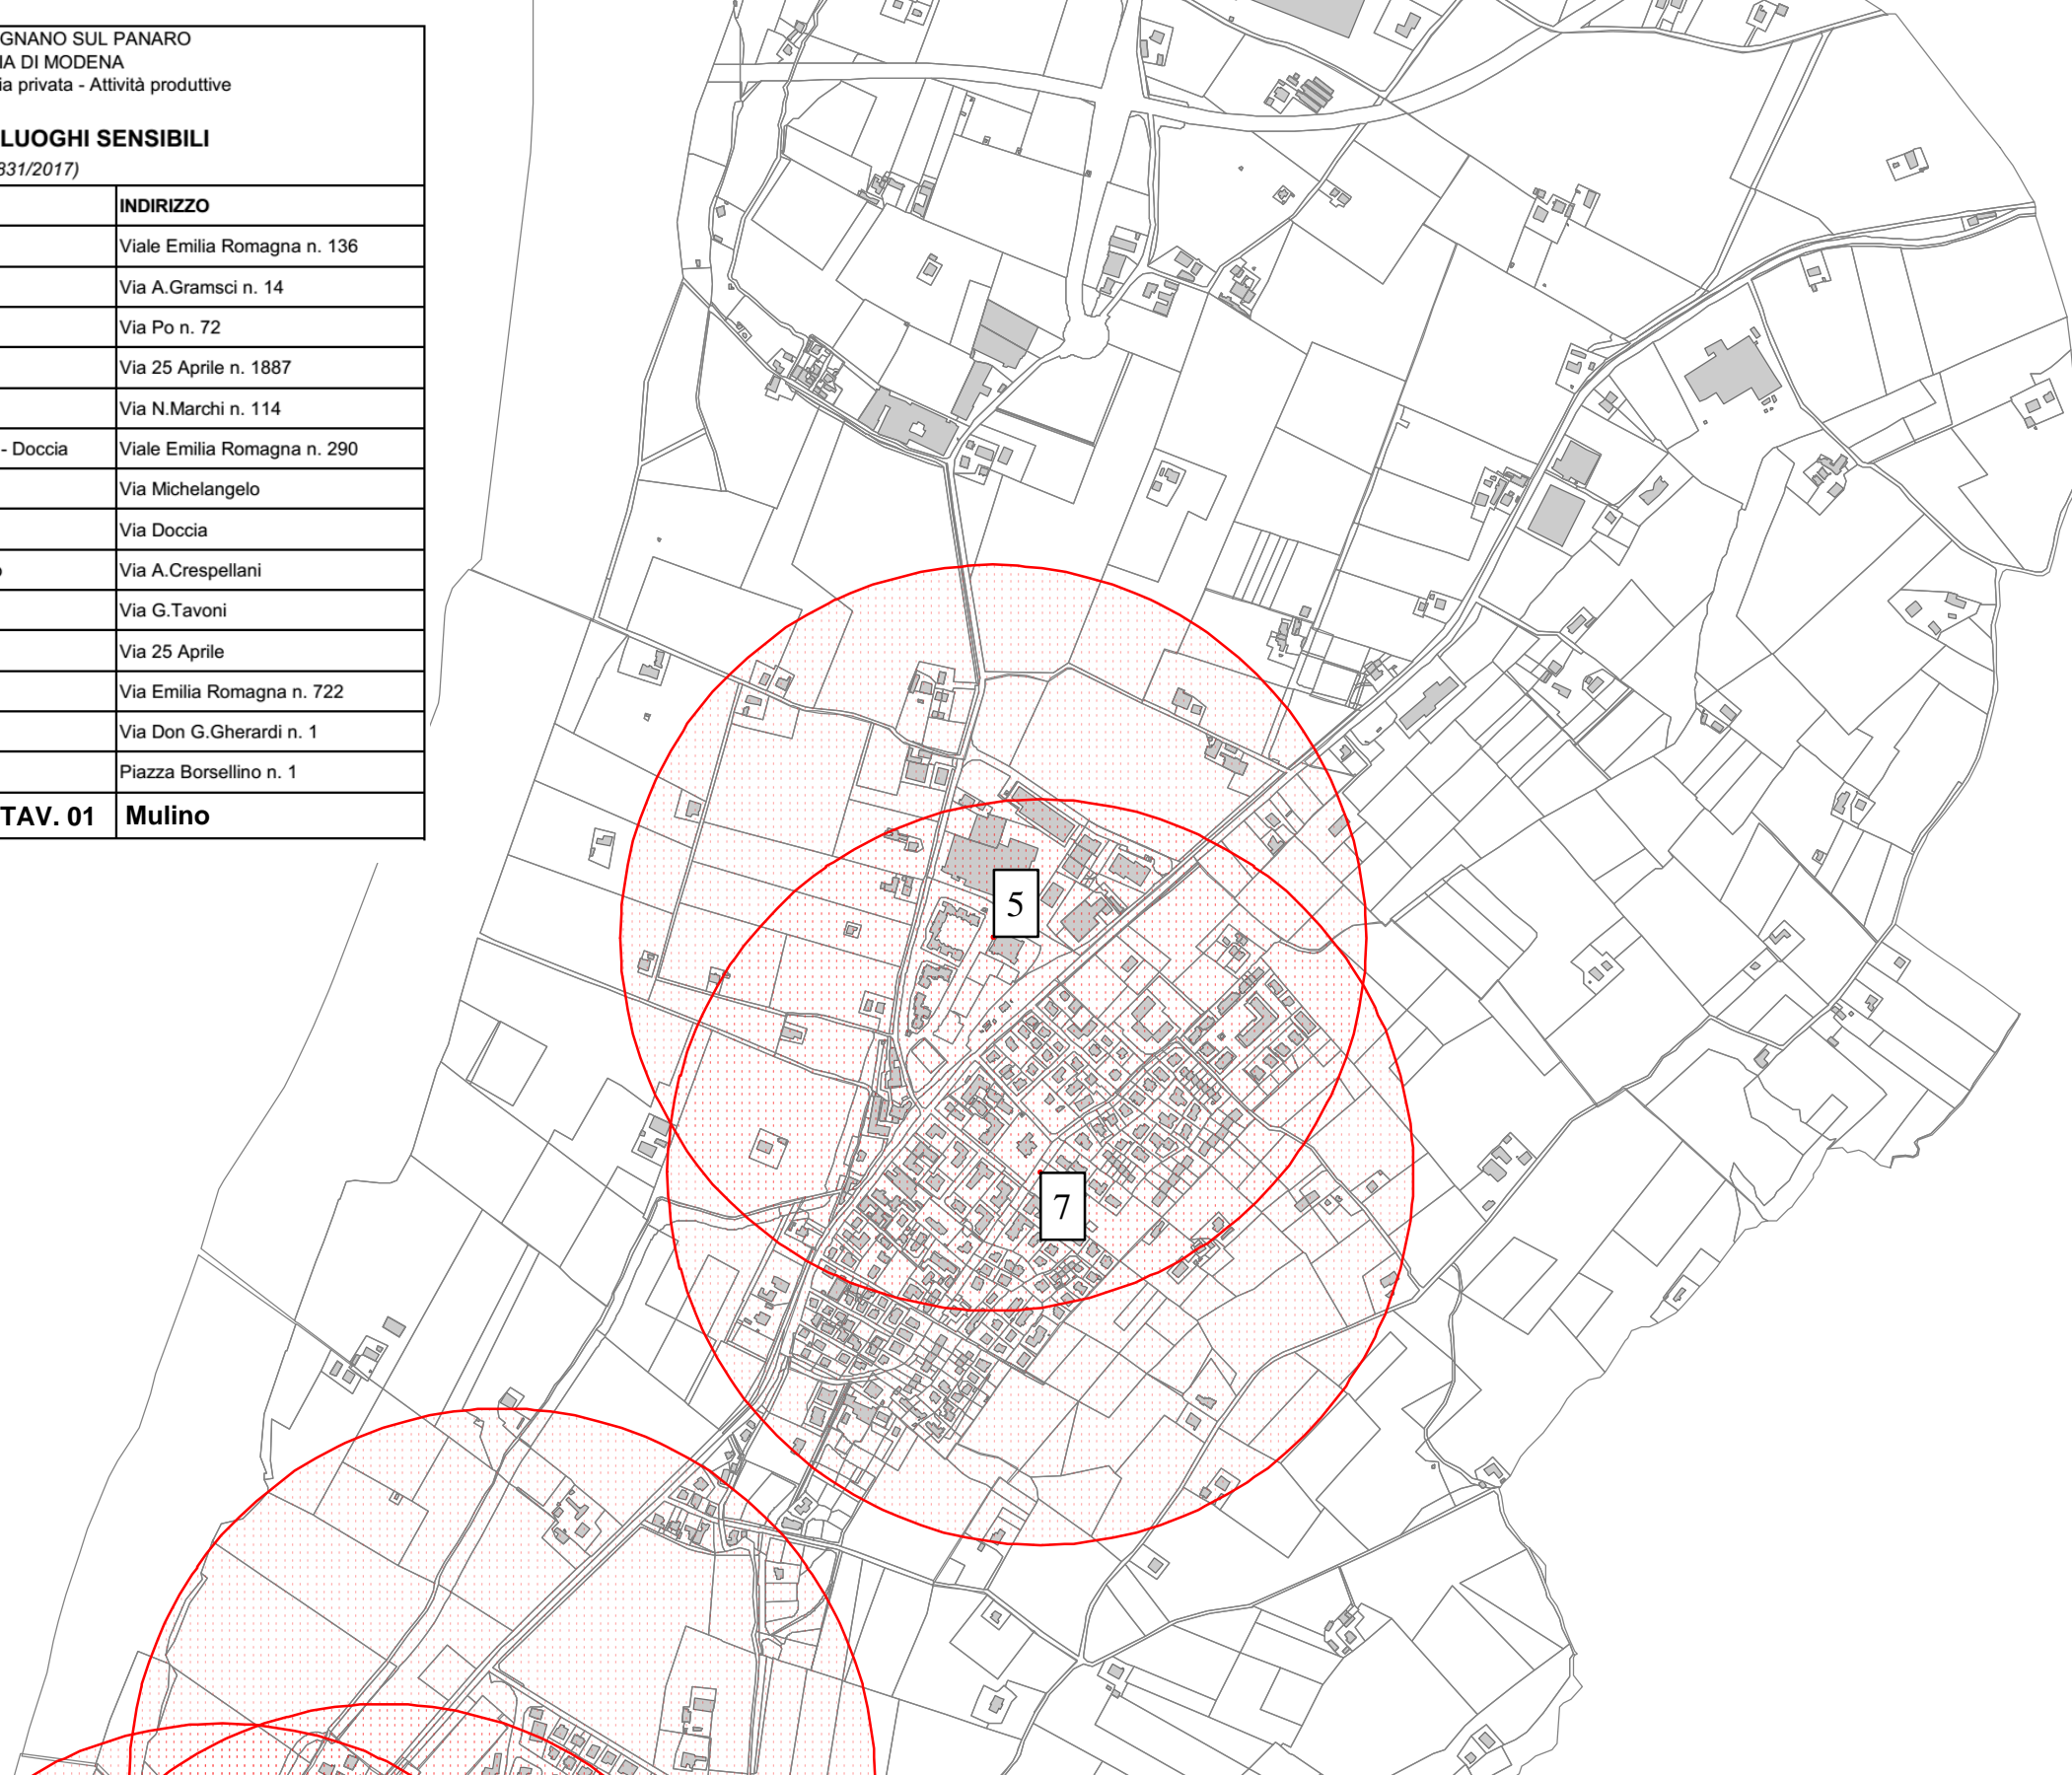 GNANO SUL PANARO
IA DI MODENA
ia privata - Attività produttive
LUOGHI SENSIBILI
831/2017)
INDIRIZZO
Viale Emilia Romagna n. 136
Via A.Gramsci n. 14
Via Po n. 72
Via 25 Aprile n. 1887
Via N.Marchi n. 114
- Doccia Viale Emilia Romagna n. 290
Via Michelangelo
Via Doccia
o Via A.Crespellani
Via G.Tavoni
Via 25 Aprile
Via Emilia Romagna n. 722
Via Don G.Gherardi n. 1
Piazza Borsellino n. 1
TAV. 01 Mulino
5
7